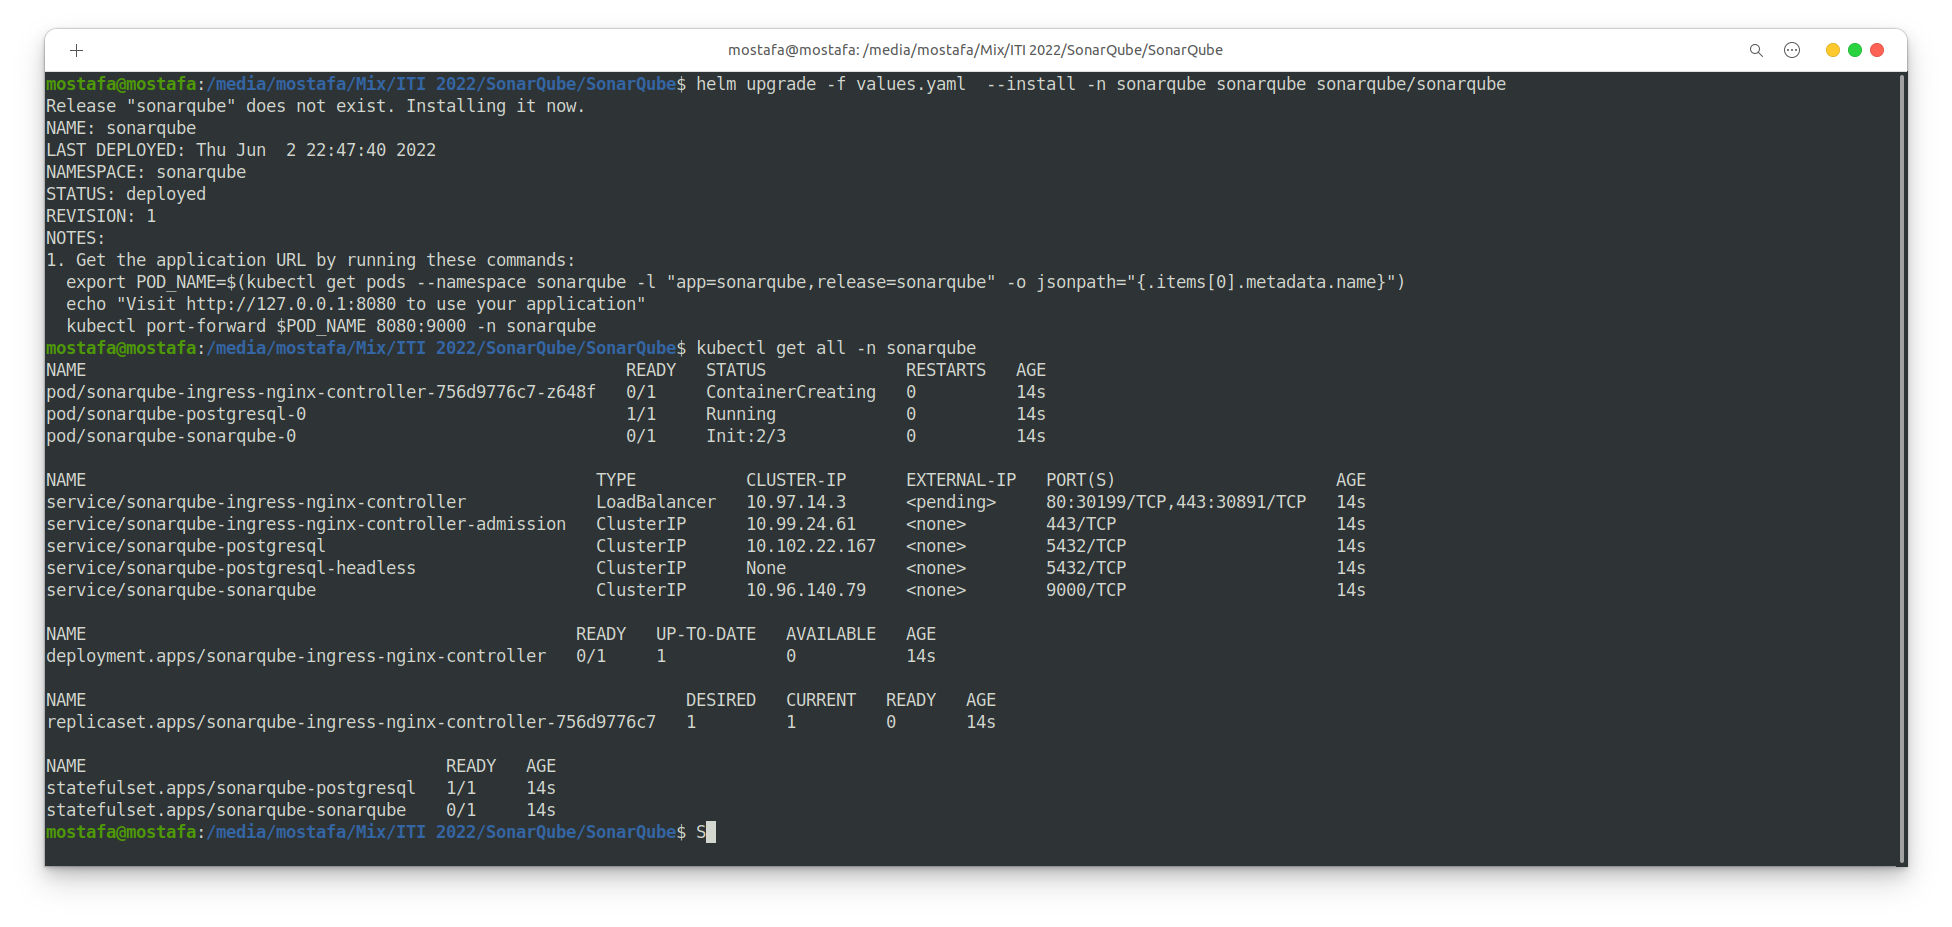 mostafa@mostafa: /media/mostafa/Mix/ITI 2022/SonarQube/SonarQube
mostafa@mostafa:/media/mostafa/Mix/ITI 2022/SonarQube/SonarQube$ helm upgrade -f values.yaml  --install -n sonarqube sonarqube sonarqube/sonarqube
Release "sonarqube" does not exist. Installing it now.
NAME: sonarqube
LAST DEPLOYED: Thu Jun  2 22:47:40 2022
NAMESPACE: sonarqube
STATUS: deployed
REVISION: 1
NOTES:
1. Get the application URL by running these commands:
  export POD_NAME=$(kubectl get pods --namespace sonarqube -l "app=sonarqube,release=sonarqube" -o jsonpath="{.items[0].metadata.name}")
  echo "Visit http://127.0.0.1:8080 to use your application"
  kubectl port-forward $POD_NAME 8080:9000 -n sonarqube
mostafa@mostafa:/media/mostafa/Mix/ITI 2022/SonarQube/SonarQube$ kubectl get all -n sonarqube
NAME                                                      READY   STATUS              RESTARTS   AGE
pod/sonarqube-ingress-nginx-controller-756d9776c7-z648f   0/1     ContainerCreating   0          14s
pod/sonarqube-postgresql-0                                1/1     Running             0          14s
pod/sonarqube-sonarqube-0                                 0/1     Init:2/3            0          14s

NAME                                                   TYPE           CLUSTER-IP      EXTERNAL-IP   PORT(S)                      AGE
service/sonarqube-ingress-nginx-controller             LoadBalancer   10.97.14.3      <pending>     80:30199/TCP,443:30891/TCP   14s
service/sonarqube-ingress-nginx-controller-admission   ClusterIP      10.99.24.61     <none>        443/TCP                      14s
service/sonarqube-postgresql                           ClusterIP      10.102.22.167   <none>        5432/TCP                     14s
service/sonarqube-postgresql-headless                  ClusterIP      None            <none>        5432/TCP                     14s
service/sonarqube-sonarqube                            ClusterIP      10.96.140.79    <none>        9000/TCP                     14s

NAME                                                 READY   UP-TO-DATE   AVAILABLE   AGE
deployment.apps/sonarqube-ingress-nginx-controller   0/1     1            0           14s

NAME                                                            DESIRED   CURRENT   READY   AGE
replicaset.apps/sonarqube-ingress-nginx-controller-756d9776c7   1         1         0       14s

NAME                                    READY   AGE
statefulset.apps/sonarqube-postgresql   1/1     14s
statefulset.apps/sonarqube-sonarqube    0/1     14s
mostafa@mostafa:/media/mostafa/Mix/ITI 2022/SonarQube/SonarQube$ S